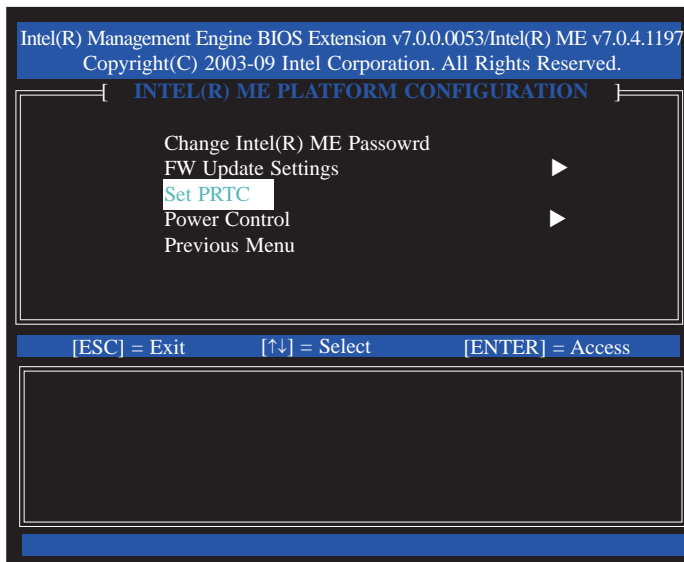 Intel(R) Management Engine BIOS Extension v7.0.0.0053/Intel(R) ME v7.0.4.1197
Copyright(C) 2003-09 Intel Corporation. All Rights Reserved.
[ INTEL(R) ME PLATFORM CONFIGURATION ]
Change Intel(R) ME Passowrd
FW Update Settings ▶
Set PRTC
Power Control ▶
Previous Menu
[ESC] = Exit [↑↓] = Select [ENTER] = Access